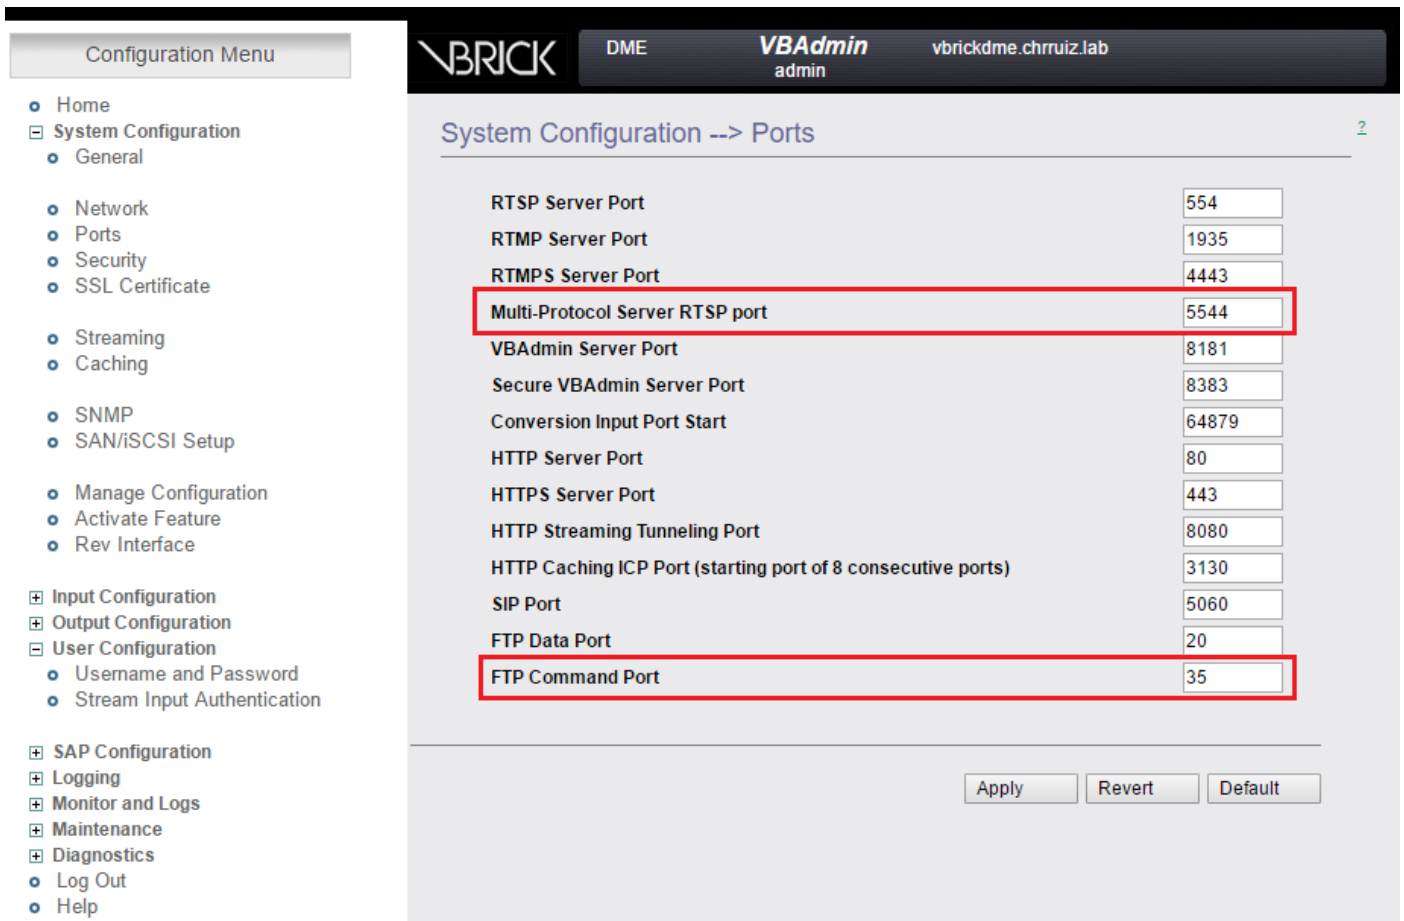 Configuration Menu
Home
System Configuration
General
Network
Ports
Security
SSL Certificate
Streaming
Caching
SNMP
SAN/iSCSI Setup
Manage Configuration
Activate Feature
Rev Interface
Input Configuration
Output Configuration
User Configuration
Username and Password
Stream Input Authentication
SAP Configuration
Logging
Monitor and Logs
Maintenance
Diagnostics
Log Out
Help
VBRICK
DME VBAdmin vbrickdme.chrruiz.lab
admin
System Configuration --> Ports ?
RTSP Server Port 554
RTMP Server Port 1935
RTMPS Server Port 4443
Multi-Protocol Server RTSP port 5544
VBAdmin Server Port 8181
Secure VBAdmin Server Port 8383
Conversion Input Port Start 64879
HTTP Server Port 80
HTTPS Server Port 443
HTTP Streaming Tunneling Port 8080
HTTP Caching ICP Port (starting port of 8 consecutive ports) 3130
SIP Port 5060
FTP Data Port 20
FTP Command Port 35
Apply Revert Default